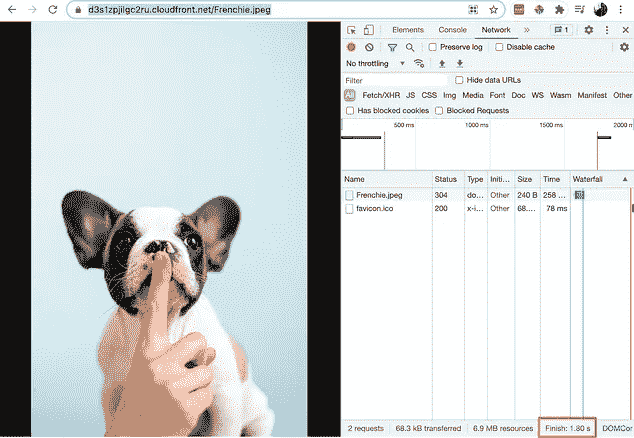 d3s1zpjilgc2ru.cloudfront.net/Frenchie.jpeg
Elements Console Network » 1
Preserve log Disable cache
No throttling
Filter Hide data URLs
All Fetch/XHR JS CSS Img Media Font Doc WS Wasm Manifest Other
Has blocked cookies Blocked Requests
500 ms 1000 ms 1500 ms 2000 n
Name Status Type Initi... Size Time Waterfall
Frenchie.jpeg 304 do... Other 240 B 258 ...
favicon.ico 200 x-i... Other 68.... 78 ms
2 requests 68.3 kB transferred 6.9 MB resources Finish: 1.80 s DOMCor